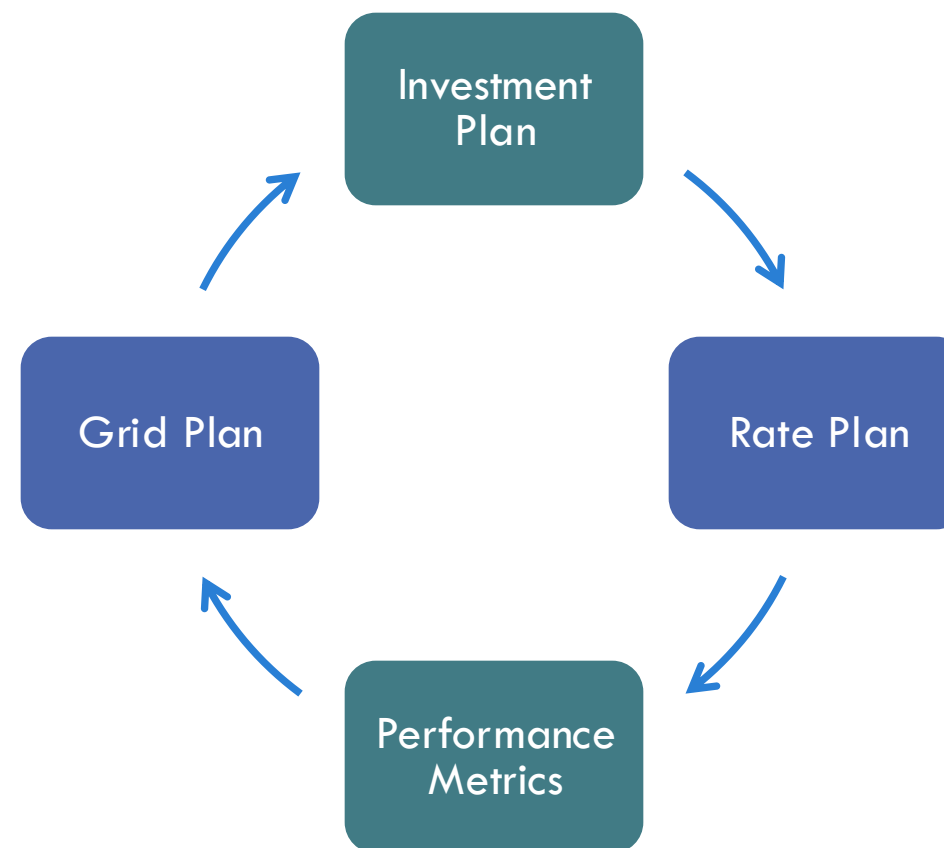 Investment
Plan
Grid Plan
Rate Plan
Performance
Metrics